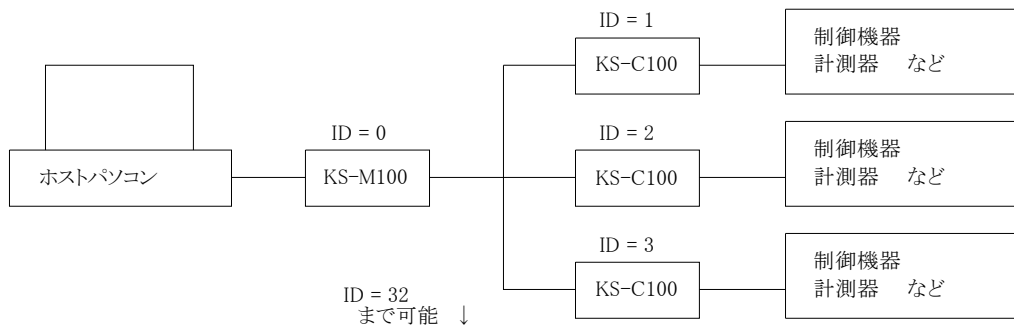 ID = 1
制御機器
計測器 など
KS-C100
ID = 0
ID = 2
制御機器
計測器 など
ホストパソコン
KS-M100
KS-C100
ID = 3
制御機器
計測器 など
KS-C100
ID = 32
まで可能 ↓